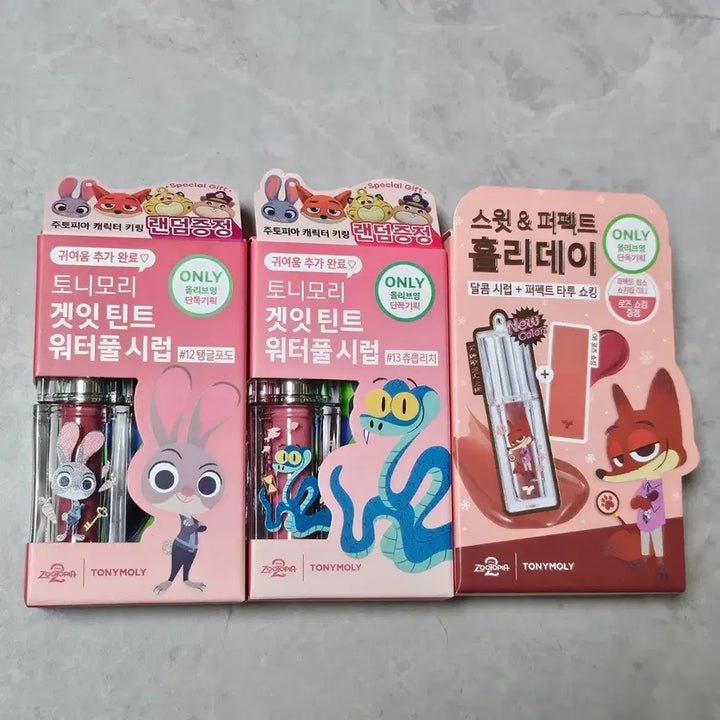 Special Gift
주토피아 캐릭터 키링 랜덤증정
귀여움 추가 완료♡
토니모리
겟잇 틴트
워터풀 시럽
#12 탱글포도
ONLY
올리브영
단독기획
ZOOTOPIA 2
TONYMOLY
Special Gift
주토피아 캐릭터 키링 랜덤증정
귀여움 추가 완료♡
토니모리
겟잇 틴트
워터풀 시럽
#13 츄릅리치
ONLY
올리브영
단독기획
ZOOTOPIA 2
TONYMOLY
스윗 & 퍼펙트
홀리데이
달콤 시럽 + 퍼펙트 타투 쇼킹
ONLY
올리브영
단독기획
로즈 쇼킹
증정
New
Color!
+
ZOOTOPIA 2
TONYMOLY